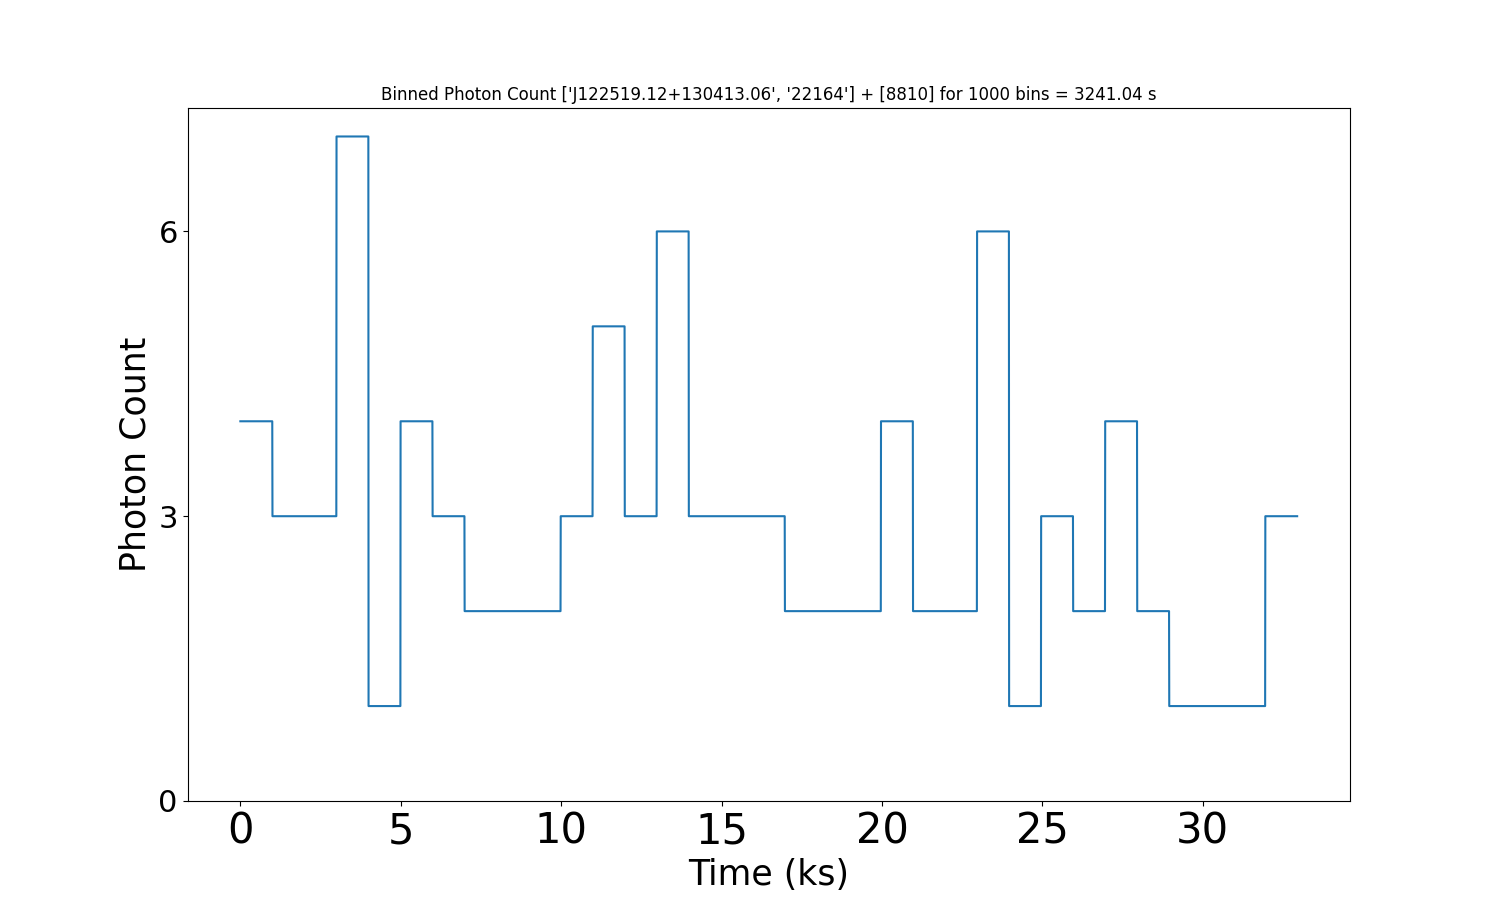 Binned Photon Count ['J122519.12+130413.06', '22164'] + [8810] for 1000 bins = 3241.04 s
6
3
0
Photon Count
0 5 10 15 20 25 30
Time (ks)